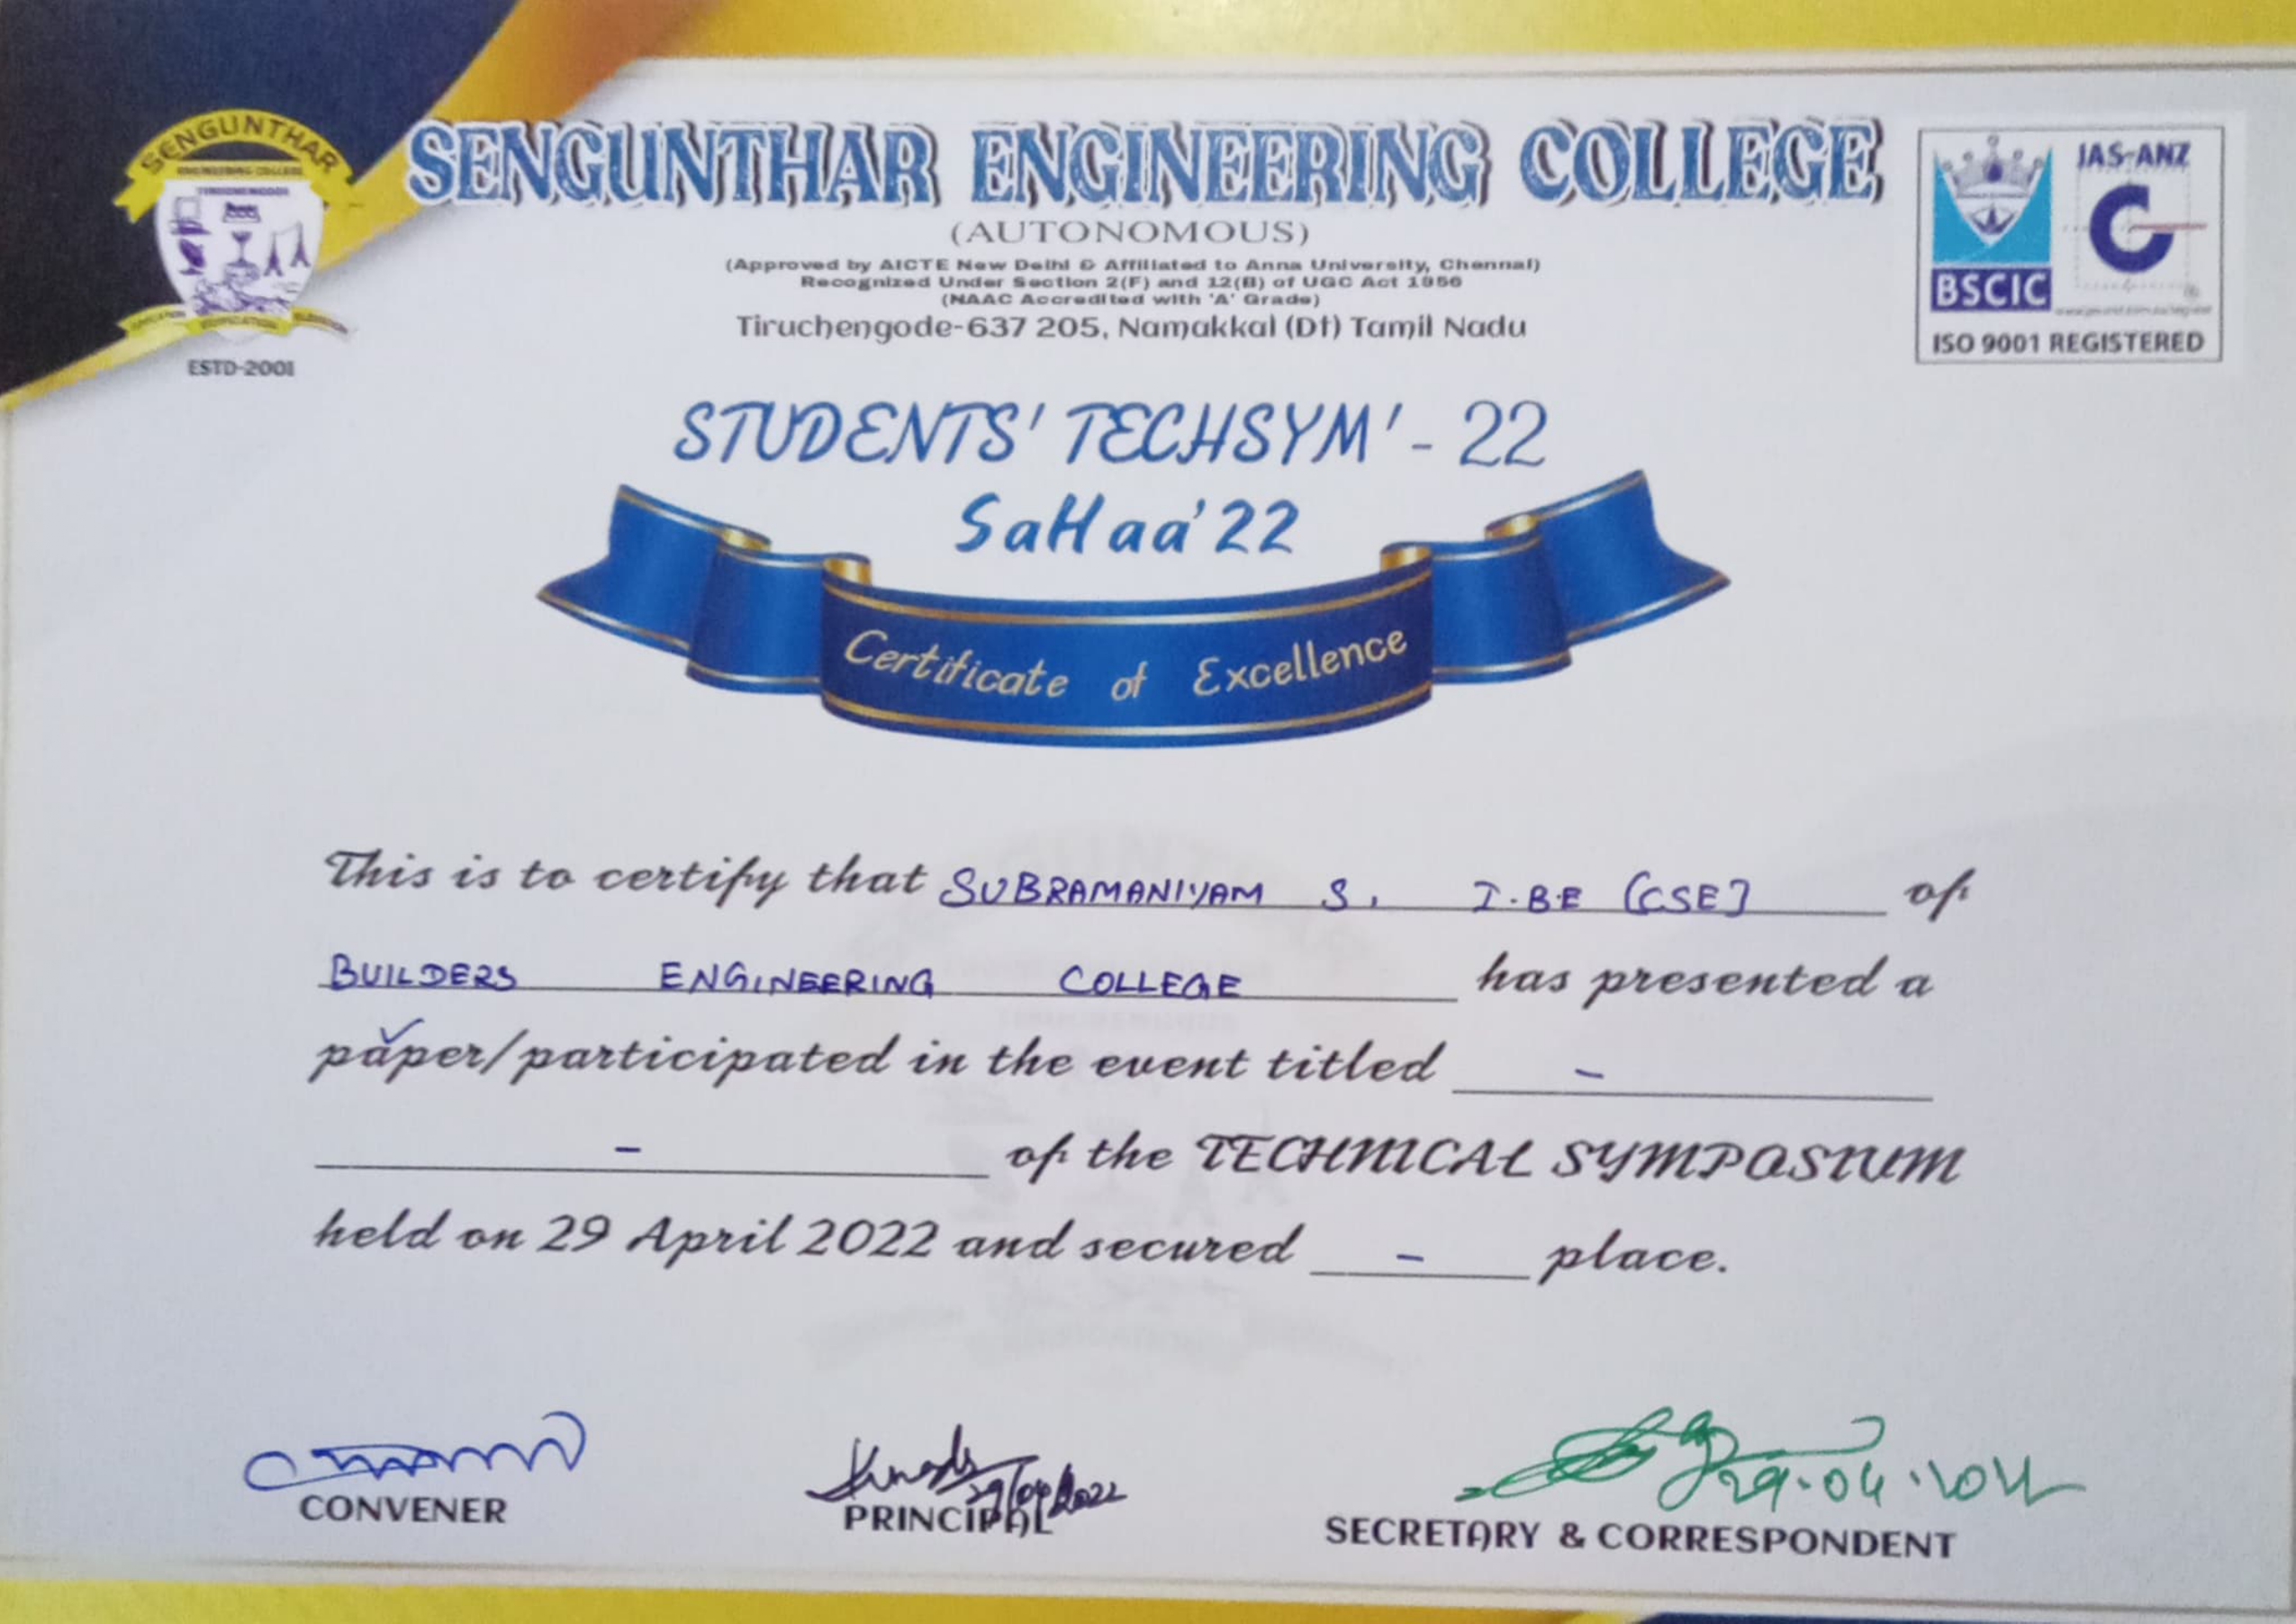 SENGUNTHAR
ENGINEERING COLLEGE
TIRUCHENGODE
ESTD-2001
SENGUNTHAR ENGINEERING COLLEGE
(AUTONOMOUS)
(Approved by AICTE New Delhi & Affiliated to Anna University, Chennai)
Recognized Under Section 2(F) and 12(B) of UGC Act 1956
(NAAC Accredited with 'A' Grade)
Tiruchengode-637 205, Namakkal (Dt) Tamil Nadu
JAS-ANZ
BSCIC
ISO 9001 REGISTERED
STUDENTS' TECHSYM' - 22
SaHaa'22
Certificate of Excellence
This is to certify that SUBRAMANIYAM S. I.BE [CSE] of
BUILDERS ENGINEERING COLLEGE has presented a
paper/participated in the event titled -
- of the TECHNICAL SYMPOSIUM
held on 29 April 2022 and secured - place.
29/04/2022
29.04.2022
CONVENER
PRINCIPAL
SECRETARY & CORRESPONDENT